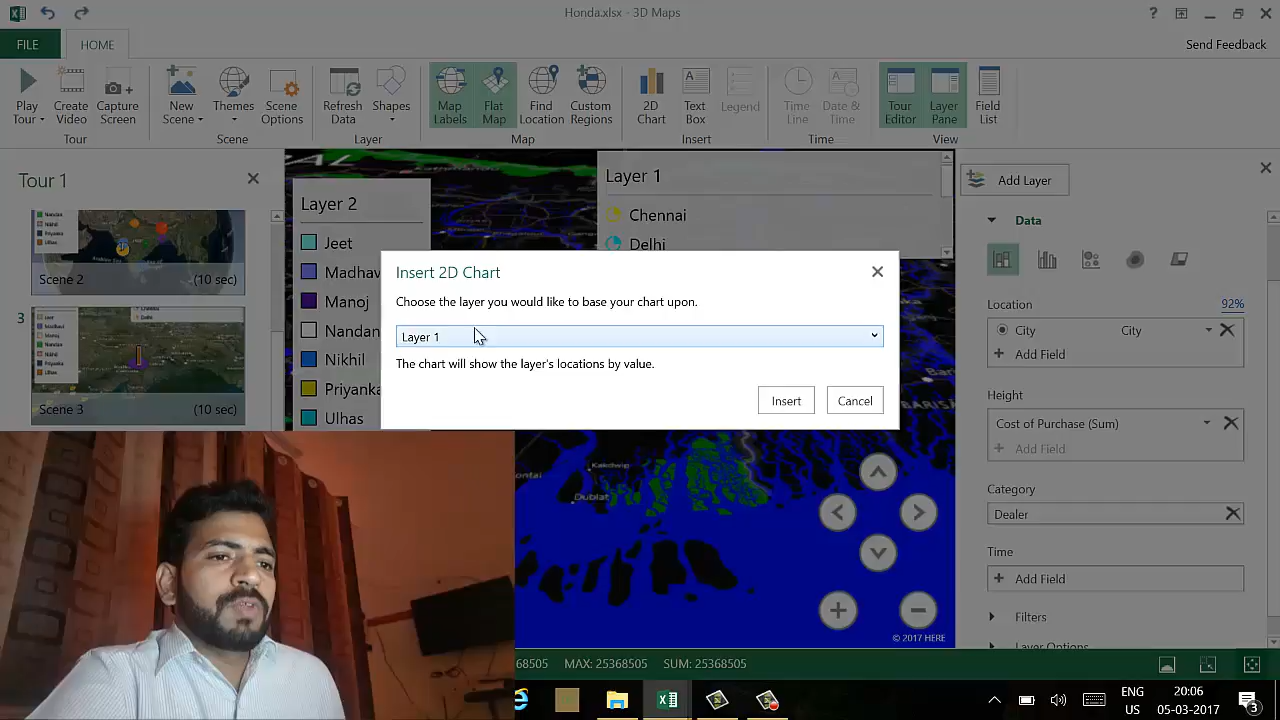 Honda.xlsx - 3D Maps
?
FILE
HOME
Send Feedback
Play Tour
Create Video
Capture Screen
New Scene
Themes
Scene Options
Refresh Data
Shapes
Map Labels
Flat Map
Find Location
Custom Regions
2D Chart
Text Box
Legend
Time Line
Date & Time
Tour Editor
Layer Pane
Field List
Tour
Scene
Layer
Map
Insert
Time
View
Tour 1
Scene 2 (10 sec)
3
Scene 3 (10 sec)
Layer 2
Jeet
Madhav
Manoj
Nandan
Nikhil
Priyanka
Ulhas
Layer 1
Chennai
Delhi
Insert 2D Chart
Choose the layer you would like to base your chart upon.
Layer 1
The chart will show the layer's locations by value.
Insert
Cancel
Kakdwip
Dublat
© 2017 HERE
68505 MAX: 25368505 SUM: 25368505
Add Layer
Data
Location 92%
City City
Add Field
Height
Cost of Purchase (Sum)
Add Field
Category
Dealer
Time
Add Field
Filters
Layer Options
ENG
US
20:06
05-03-2017
3